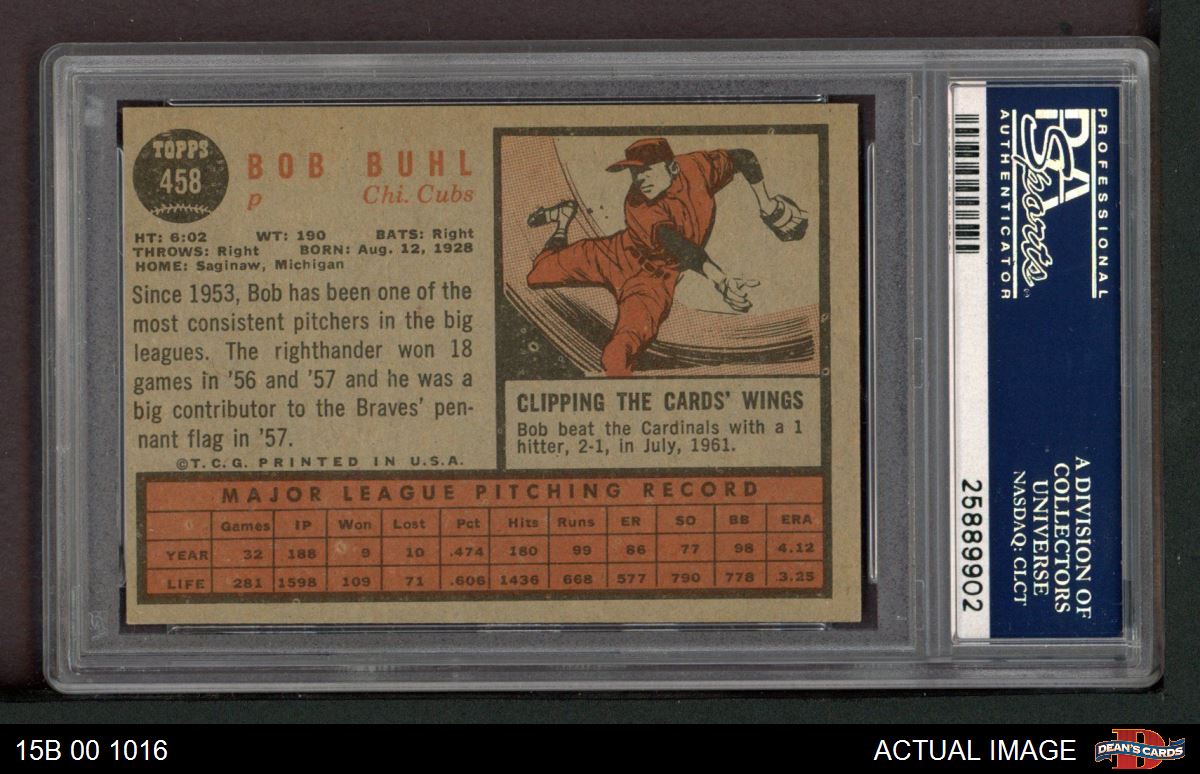 TOPPS
458
BOB BUHL
P Chi. Cubs
HT: 6:02 WT: 190 BATS: Right
THROWS: Right BORN: Aug. 12, 1928
HOME: Saginaw, Michigan
Since 1953, Bob has been one of the
most consistent pitchers in the big
leagues. The righthander won 18
games in '56 and '57 and he was a
big contributor to the Braves' pen-
nant flag in '57.
©T.C.G. PRINTED IN U.S.A.
CLIPPING THE CARDS' WINGS
Bob beat the Cardinals with a 1
hitter, 2-1, in July, 1961.
MAJOR LEAGUE PITCHING RECORD
Games IP Won Lost Pct Hits Runs ER SO BB ERA
YEAR 32 188 9 10 .474 180 99 86 77 98 4.12
LIFE 281 1598 109 71 .606 1436 668 577 790 778 3.25
PROFESSIONAL
PSA
Sports
AUTHENTICATOR
A DIVISION OF
COLLECTORS
UNIVERSE
NASDAQ: CLCT
25889902
15B 00 1016
ACTUAL IMAGE
DEAN'S CARDS